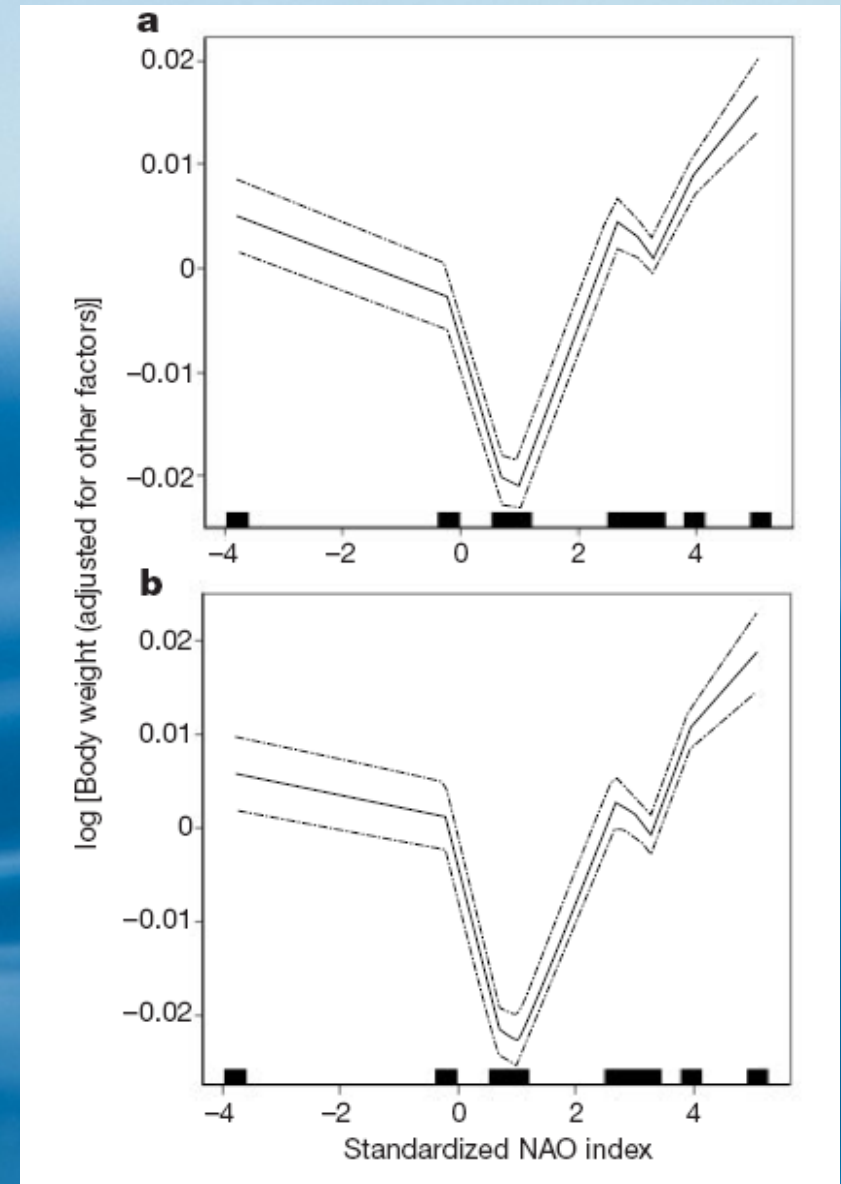 a
0.02
0.01
0
–0.01
–0.02
–4 –2 0 2 4
b
0.02
0.01
0
–0.01
–0.02
–4 –2 0 2 4
Standardized NAO index
log [Body weight (adjusted for other factors)]